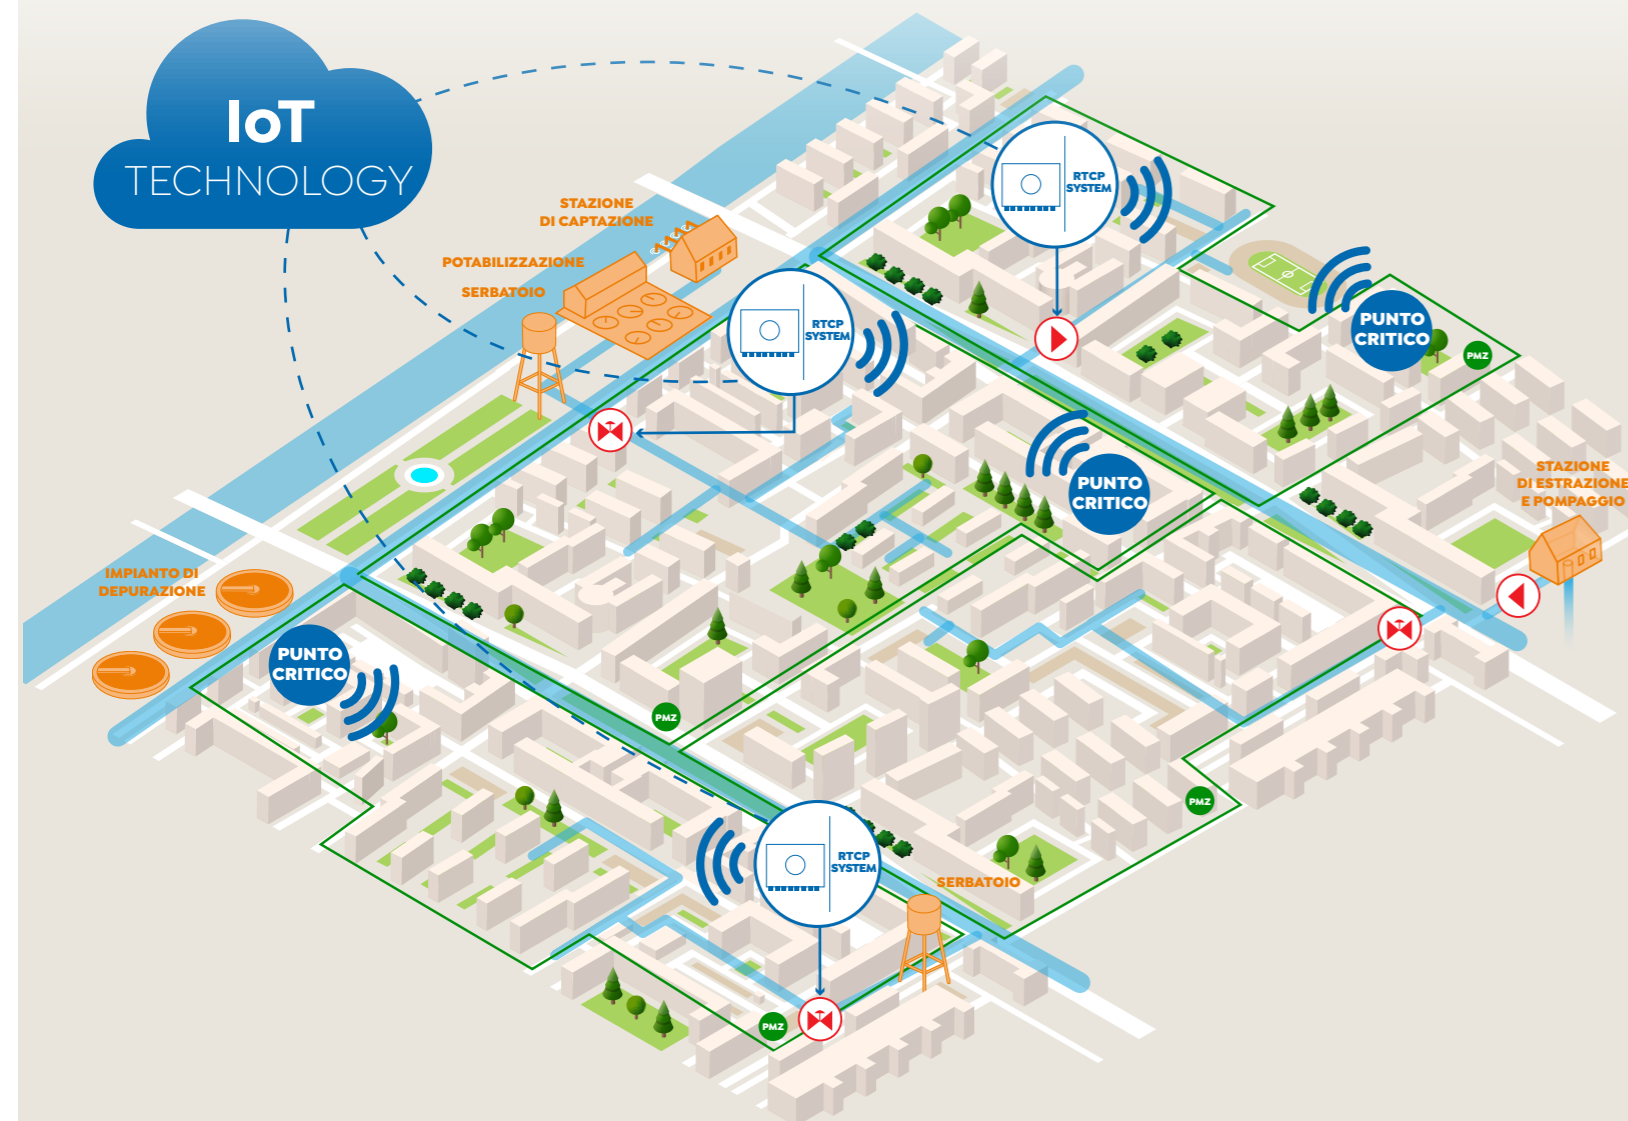 IoT
TECHNOLOGY
STAZIONE
DI CAPTAZIONE
POTABILIZZAZIONE
SERBATOIO
RTCP
SYSTEM
RTCP
SYSTEM
PUNTO
CRITICO
PMZ
PUNTO
CRITICO
STAZIONE
DI ESTRAZIONE
E POMPAGGIO
IMPIANTO DI
DEPURAZIONE
PUNTO
CRITICO
PMZ
PMZ
RTCP
SYSTEM
SERBATOIO
PMZ